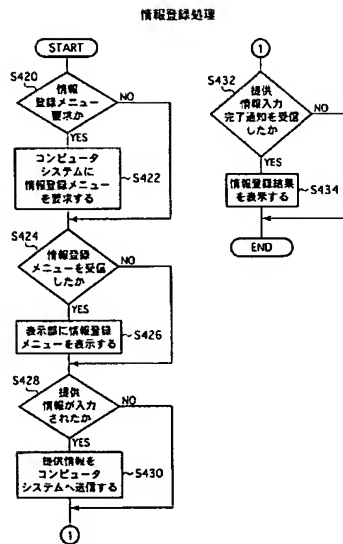 情報登録処理
START
S420
情報
登録メニュー
要求か
NO
YES
コンピュータ
システムに
情報登録メニュー
を要求する
S422
S424
情報登録
メニューを受信
したか
NO
YES
表示部に情報登録
メニューを表示する
S426
S428
提供
情報が入力
されたか
NO
YES
提供情報を
コンピュータ
システムへ送信する
S430
1
1
S432
提供
情報入力
完了通知を受信
したか
NO
YES
情報登録結果
を表示する
S434
END